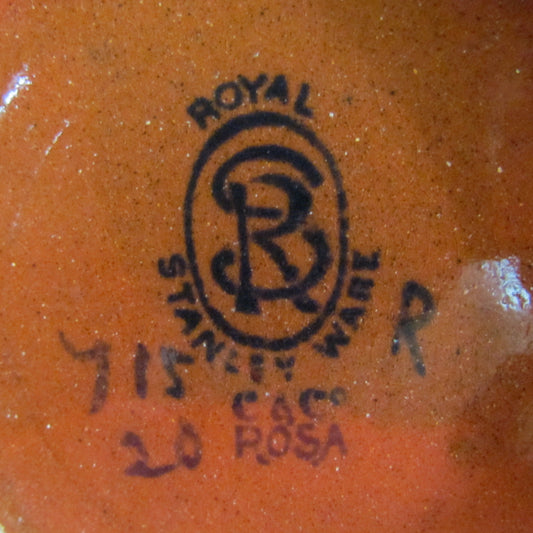 ROYAL
SR
STANLEY WARE
R
715
C & Cº
20
ROSA